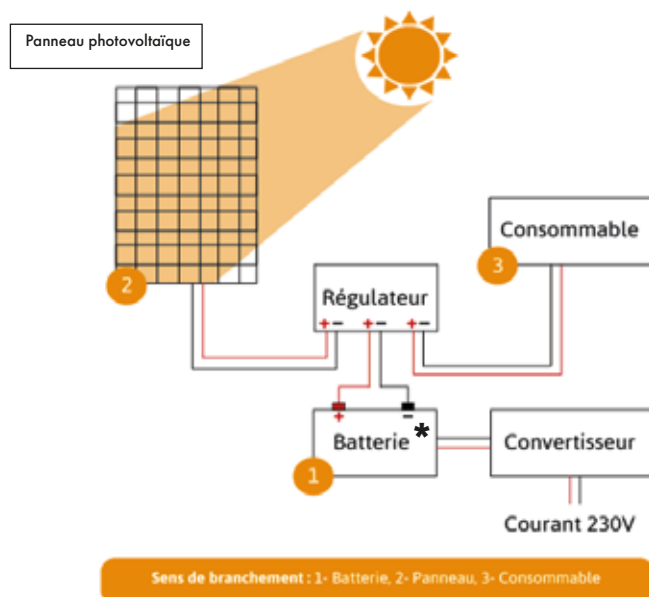 Panneau photovoltaïque
2
Consommable
3
Régulateur
+ − + − + −
+ −
Batterie *
1
Convertisseur
Courant 230V
Sens de branchement : 1- Batterie, 2- Panneau, 3- Consommable